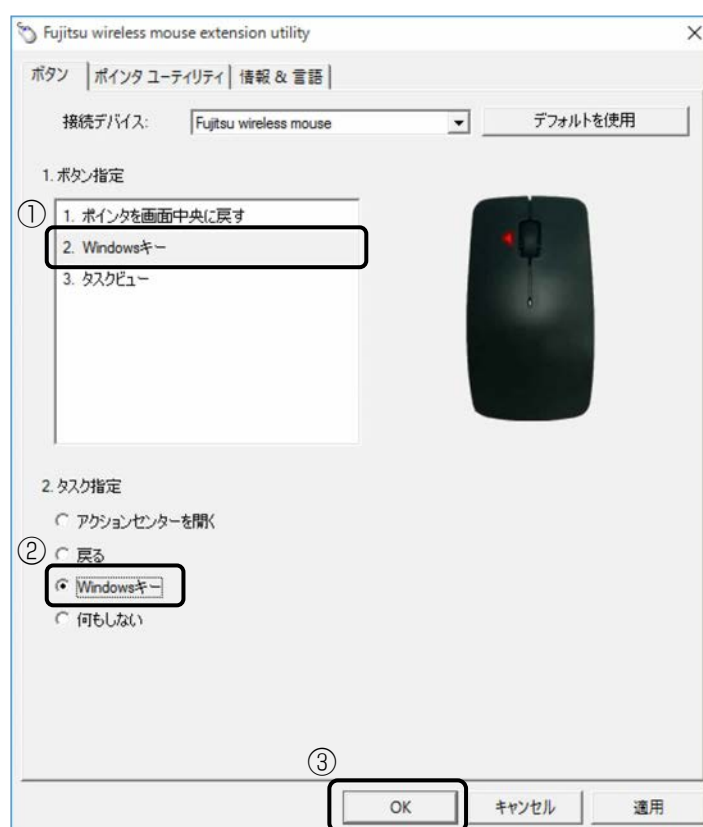 Fujitsu wireless mouse extension utility
ボタン ポインタ ユーティリティ 情報 & 言語
接続デバイス: Fujitsu wireless mouse デフォルトを使用
1. ボタン指定
① 1. ポインタを画面中央に戻す
2. Windowsキー
3. タスクビュー
2. タスク指定
アクションセンターを開く
② 戻る
Windowsキー
何もしない
③
OK キャンセル 適用